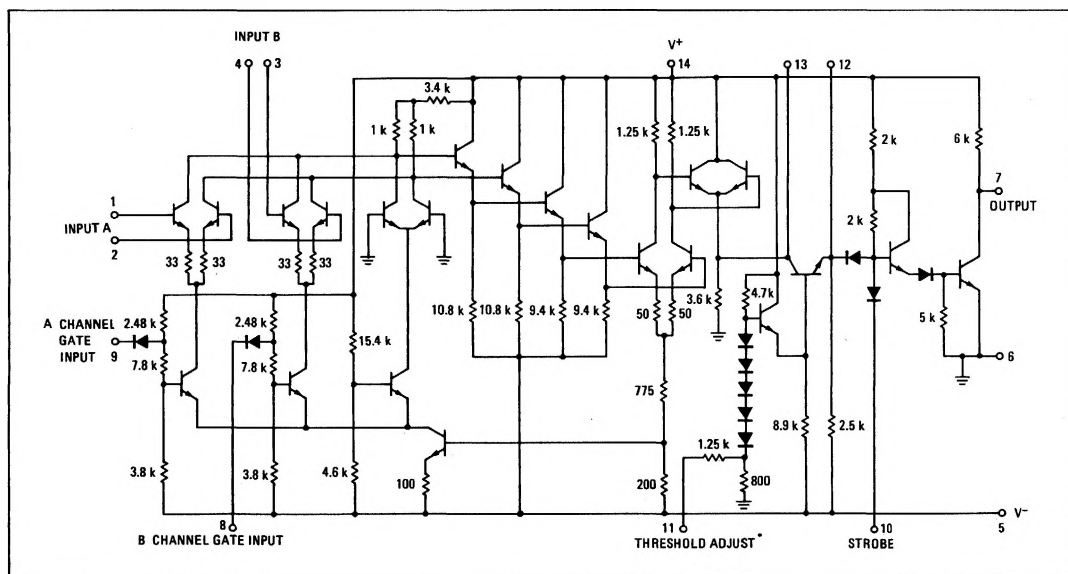 INPUT B
4 3
V+
14
13
12
3.4 k
1 k
1 k
1.25 k
1.25 k
2 k
6 k
7
OUTPUT
1
INPUT A
2
2 k
33
33
33
33
A CHANNEL
GATE
INPUT
9
2.48 k
2.48 k
15.4 k
10.8 k
10.8 k
9.4 k
9.4 k
50
50
3.6 k
4.7k
5 k
6
7.8 k
7.8 k
775
8.9 k
2.5 k
1.25 k
3.8 k
3.8 k
4.6 k
100
200
800
V-
5
8
B CHANNEL GATE INPUT
11
THRESHOLD ADJUST*
10
STROBE